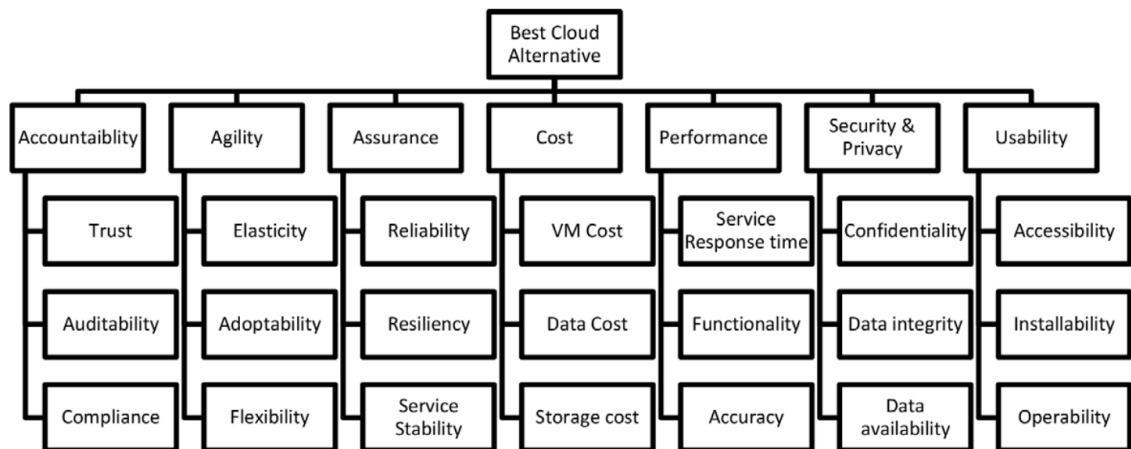 Best Cloud
Alternative
Accountaiblity
Agility
Assurance
Cost
Performance
Security &
Privacy
Usability
Trust
Elasticity
Reliability
VM Cost
Service
Response time
Confidentiality
Accessibility
Auditability
Adoptability
Resiliency
Data Cost
Functionality
Data integrity
Installability
Compliance
Flexibility
Service
Stability
Storage cost
Accuracy
Data
availability
Operability